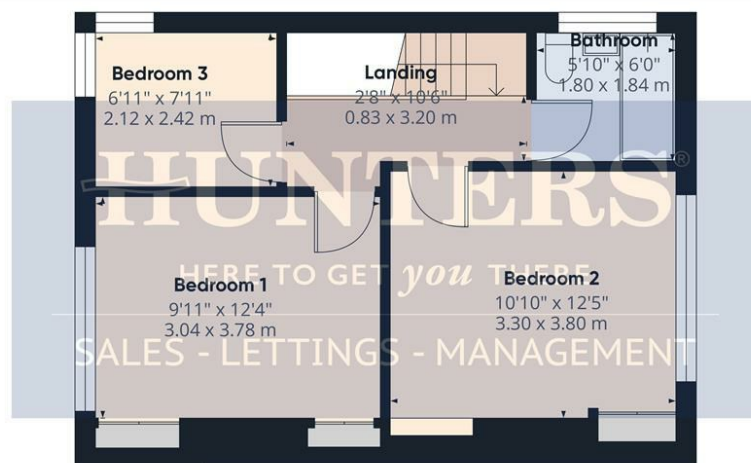 Bedroom 3
6'11" x 7'11"
2.12 x 2.42 m
Landing
2'8" x 10'6"
0.83 x 3.20 m
Bathroom
5'10" x 6'0"
1.80 x 1.84 m
HUNTERS®
HERE TO GET you THERE
Bedroom 1
9'11" x 12'4"
3.04 x 3.78 m
Bedroom 2
10'10" x 12'5"
3.30 x 3.80 m
SALES - LETTINGS - MANAGEMENT